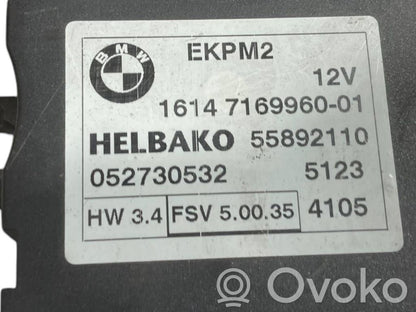 BMW
EKPM2
12V
1614 7169960-01
HELBAKO 55892110
052730532 5123
HW 3.4 FSV 5.00.35 4105
Ovoko